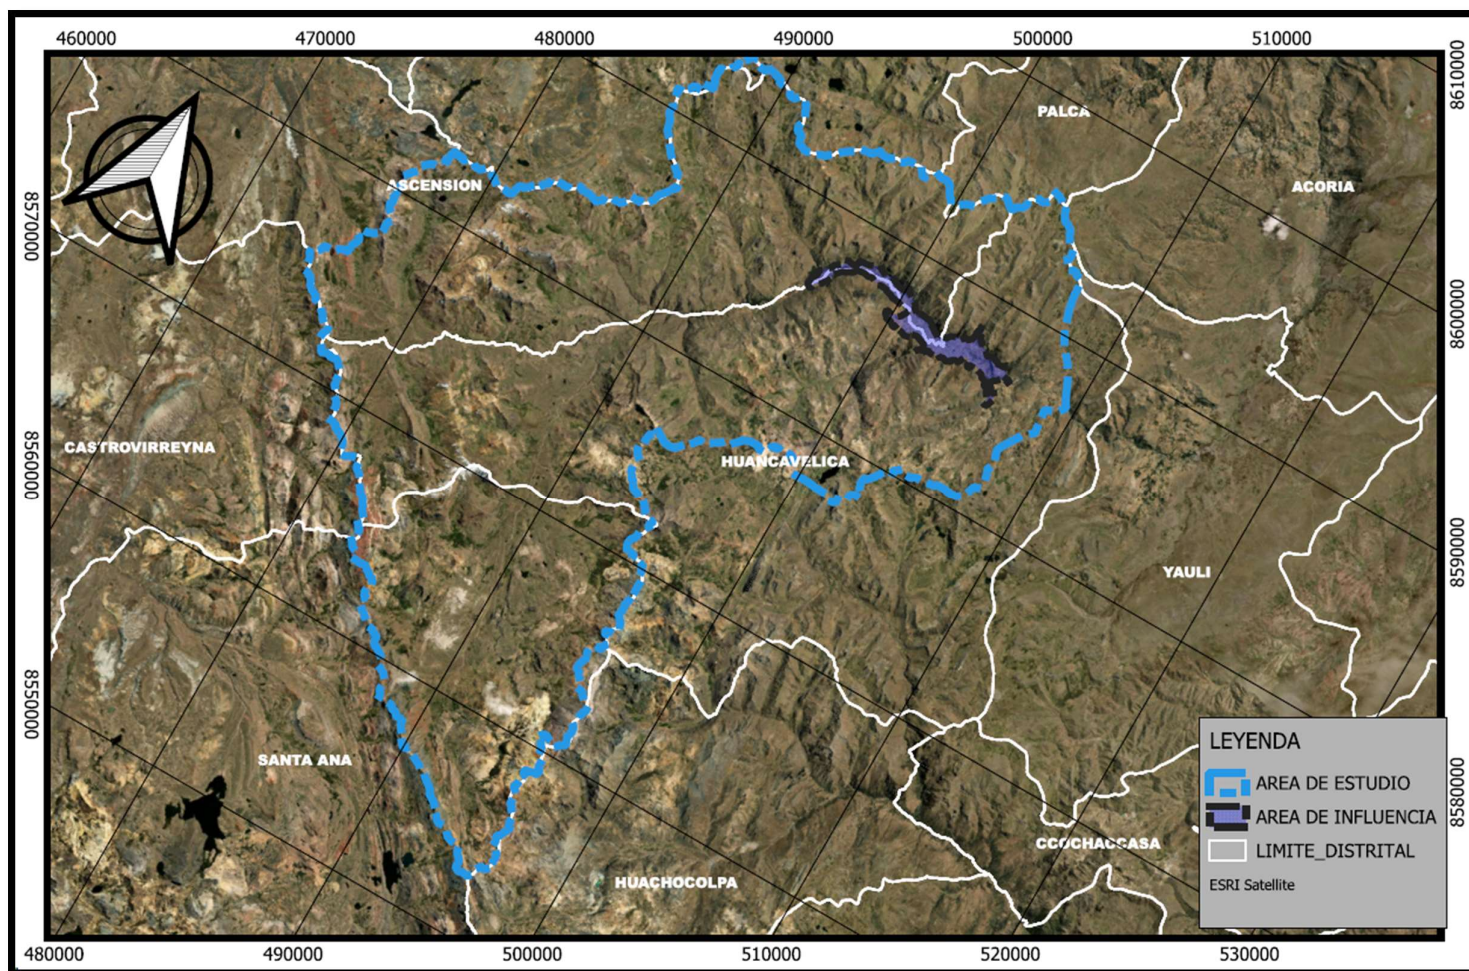 460000 470000 480000 490000 500000 510000
8610000
PALCA
ASCENSION
ACORIA
8570000
8600000
CASTROVIRREYNA
HUANCAVELICA
8560000
8590000
YAULI
8550000
SANTA ANA
LEYENDA
AREA DE ESTUDIO
8580000
AREA DE INFLUENCIA
CCOCHACCASA
LIMITE_DISTRITAL
HUACHOCOLPA
ESRI Satellite
480000 490000 500000 510000 520000 530000